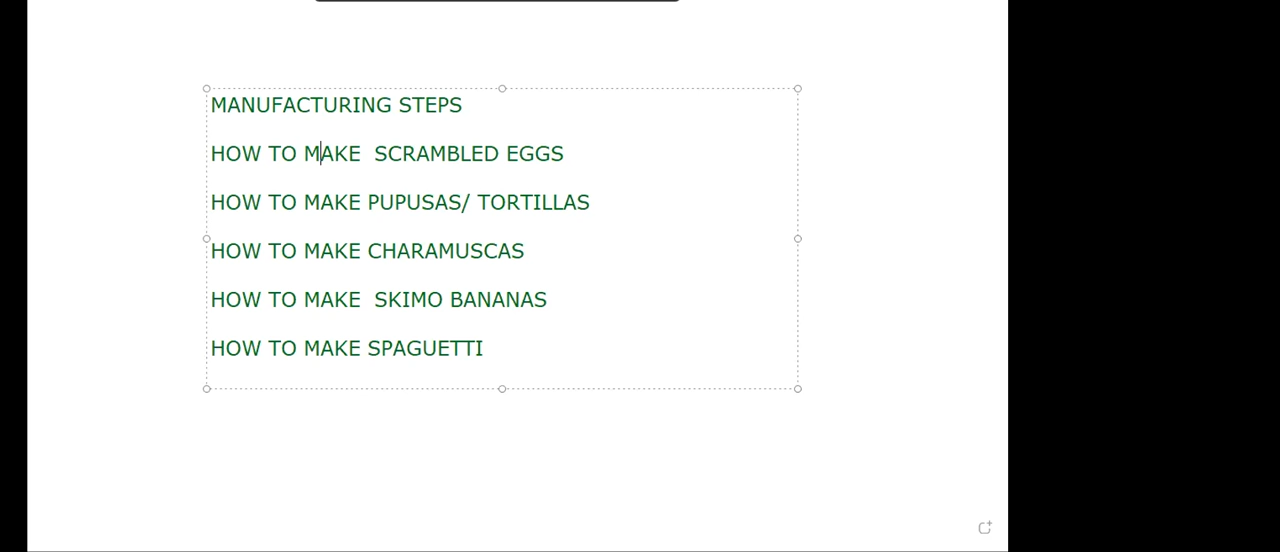 MANUFACTURING STEPS
HOW TO MAKE  SCRAMBLED EGGS
HOW TO MAKE PUPUSAS/ TORTILLAS
HOW TO MAKE CHARAMUSCAS
HOW TO MAKE  SKIMO BANANAS
HOW TO MAKE SPAGUETTI